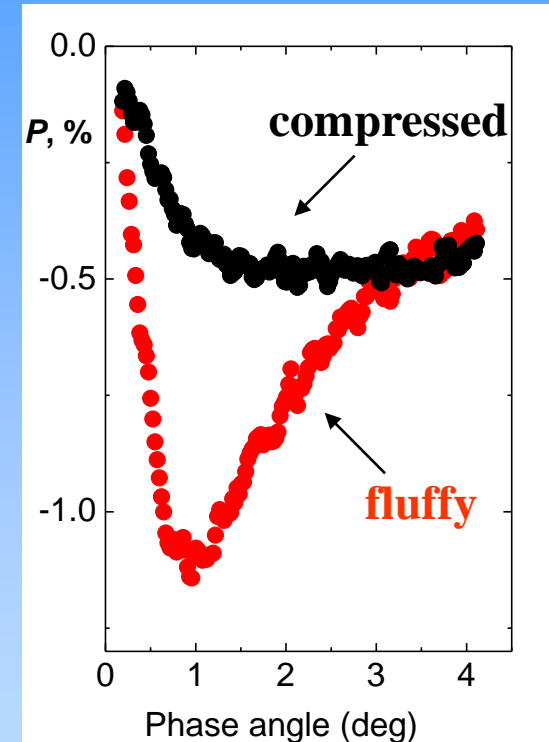 0.0
P, %
compressed
-0.5
fluffy
-1.0
0 1 2 3 4
Phase angle (deg)